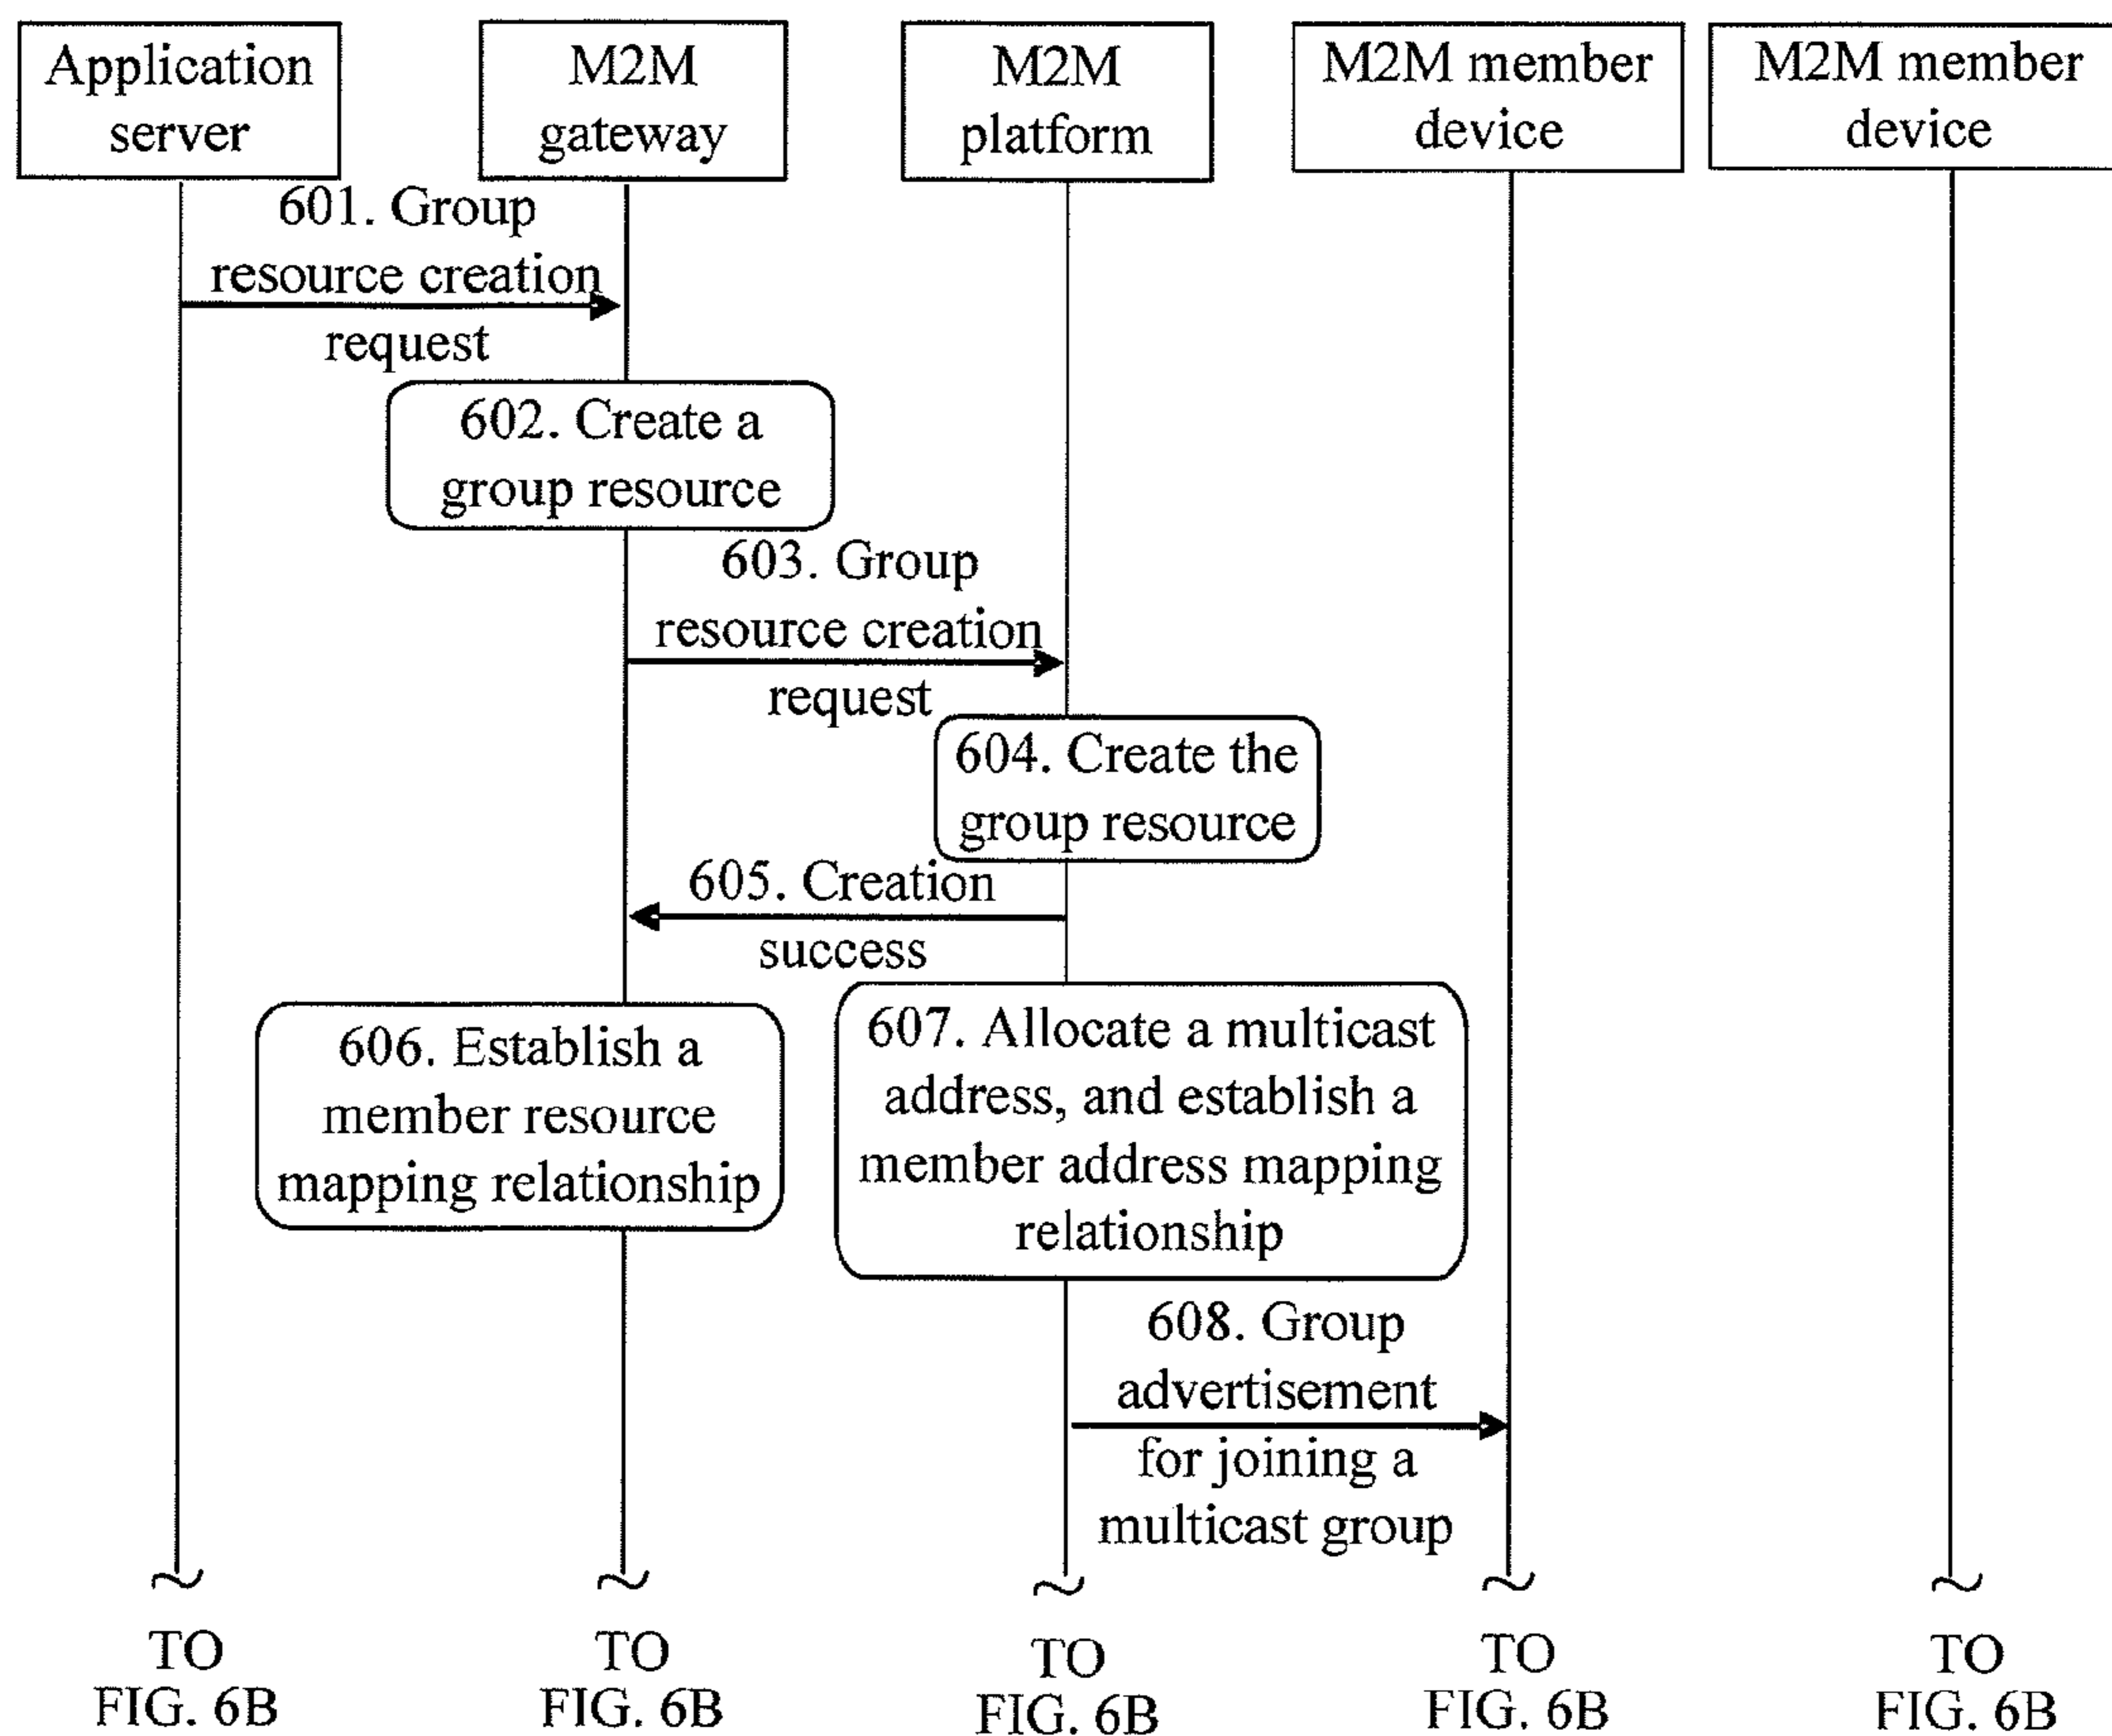 Application
server
M2M
gateway
M2M
platform
M2M member
device
M2M member
device
601. Group
resource creation
request
602. Create a
group resource
603. Group
resource creation
request
604. Create the
group resource
605. Creation
success
606. Establish a
member resource
mapping relationship
607. Allocate a multicast
address, and establish a
member address mapping
relationship
608. Group
advertisement
for joining a
multicast group
TO
FIG. 6B
TO
FIG. 6B
TO
FIG. 6B
TO
FIG. 6B
TO
FIG. 6B